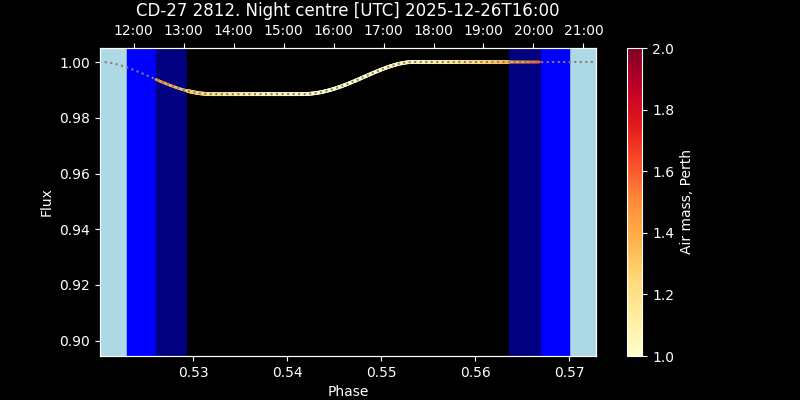 CD-27 2812. Night centre [UTC] 2025-12-26T16:00
12:00 13:00 14:00 15:00 16:00 17:00 18:00 19:00 20:00 21:00
1.00
0.98
0.96
0.94
0.92
0.90
Flux
0.53 0.54 0.55 0.56 0.57
Phase
2.0
1.8
1.6
1.4
1.2
1.0
Air mass, Perth